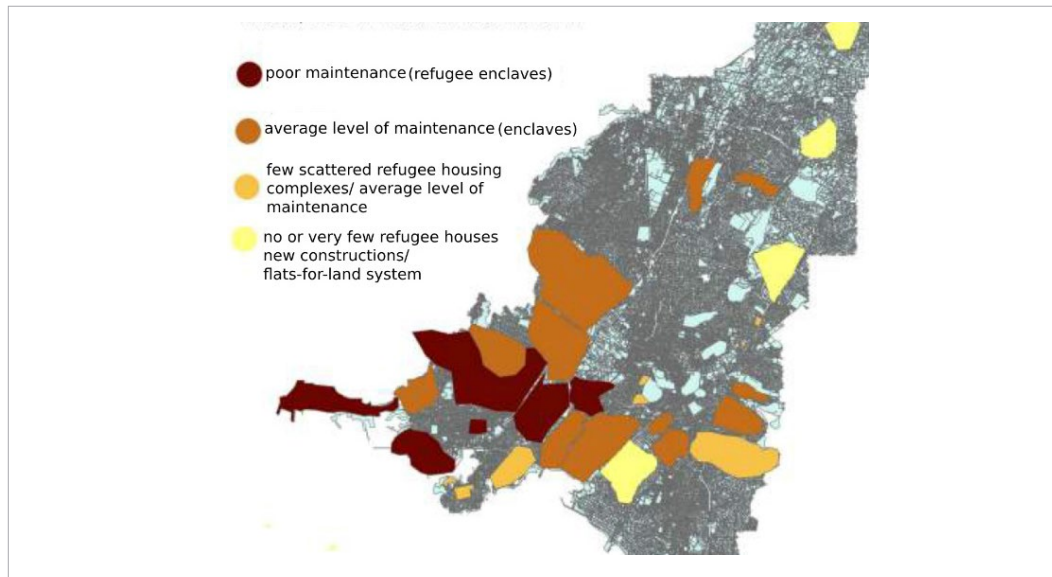 poor maintenance (refugee enclaves)
average level of maintenance (enclaves)
few scattered refugee housing
complexes/ average level of
maintenance
no or very few refugee houses
new constructions/
flats-for-land system